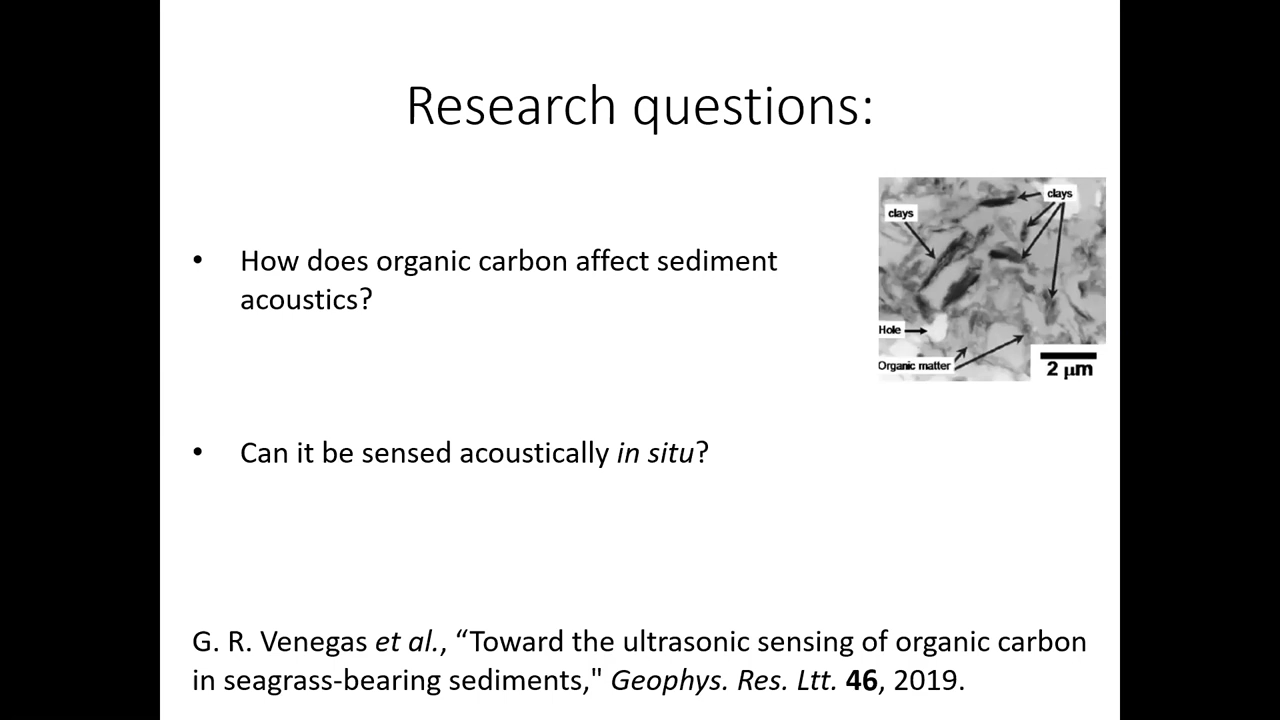 Research questions:
clays
clays
• How does organic carbon affect sediment
acoustics?
Hole
Organic matter
2 μm
• Can it be sensed acoustically in situ?
G. R. Venegas et al., “Toward the ultrasonic sensing of organic carbon
in seagrass-bearing sediments," Geophys. Res. Ltt. 46, 2019.